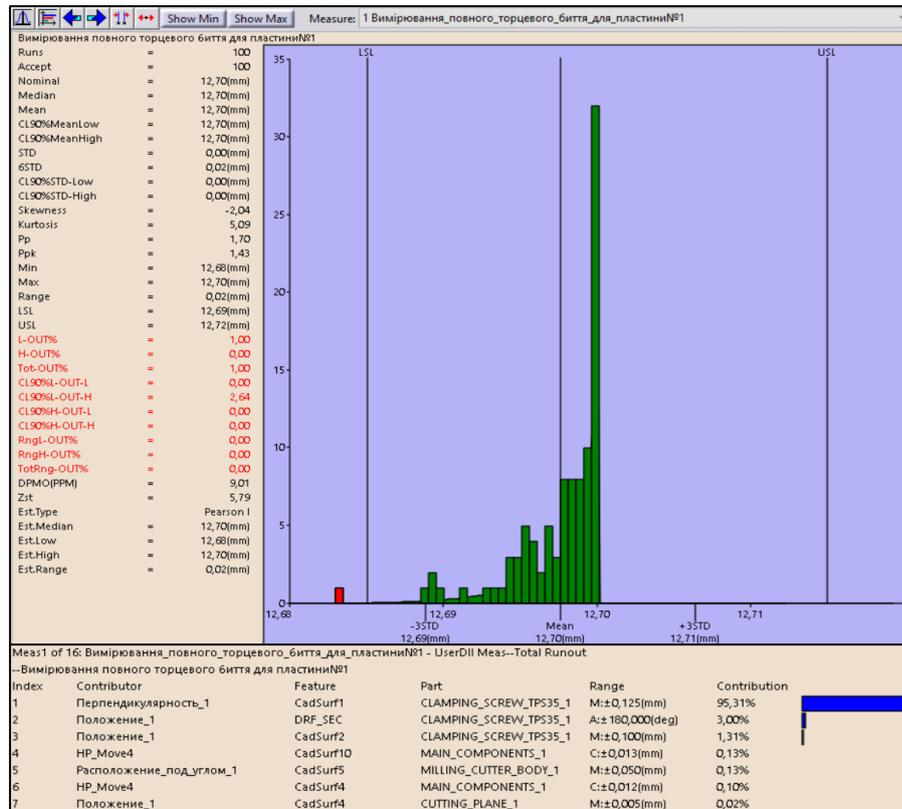 Show Min Show Max Measure: 1 Вимірювання_повного_торцевого_биття_для_пластини№1
Вимірювання повного торцевого биття для пластини№1
Runs = 100
Accept = 100
Nominal = 12,70(mm)
Median = 12,70(mm)
Mean = 12,70(mm)
CL90%MeanLow = 12,70(mm)
CL90%MeanHigh = 12,70(mm)
STD = 0,00(mm)
6STD = 0,02(mm)
CL90%STD-Low = 0,00(mm)
CL90%STD-High = 0,00(mm)
Skewness = -2,04
Kurtosis = 5,09
Pp = 1,70
Ppk = 1,43
Min = 12,68(mm)
Max = 12,70(mm)
Range = 0,02(mm)
LSL = 12,69(mm)
USL = 12,72(mm)
L-OUT% = 1,00
H-OUT% = 0,00
Tot-OUT% = 1,00
CL90%L-OUT-L = 0,00
CL90%L-OUT-H = 2,64
CL90%H-OUT-L = 0,00
CL90%H-OUT-H = 0,00
RngL-OUT% = 0,00
RngH-OUT% = 0,00
TotRng-OUT% = 0,00
DPMO(PPM) = 9,01
Zst = 5,79
Est.Type Pearson I
Est.Median = 12,70(mm)
Est.Low = 12,68(mm)
Est.High = 12,70(mm)
Est.Range = 0,02(mm)
LSL USL
35
30
25
20
15
10
5
0
12,68 12,69 12,70 12,71
-3STD Mean +3STD
12,69(mm) 12,70(mm) 12,71(mm)
Meas1 of 16: Вимірювання_повного_торцевого_биття_для_пластини№1 - UserDll Meas--Total Runout
--Вимірювання повного торцевого биття для пластини№1
Index Contributor Feature Part Range Contribution
1 Перпендикулярность_1 CadSurf1 CLAMPING_SCREW_TPS35_1 M:±0,125(mm) 95,31%
2 Положение_1 DRF_SEC CLAMPING_SCREW_TPS35_1 A:±180,000(deg) 3,00%
3 Положение_1 CadSurf2 CLAMPING_SCREW_TPS35_1 M:±0,100(mm) 1,31%
4 HP_Move4 CadSurf10 MAIN_COMPONENTS_1 C:±0,013(mm) 0,13%
5 Расположение_под_углом_1 CadSurf5 MILLING_CUTTER_BODY_1 M:±0,050(mm) 0,13%
6 HP_Move4 CadSurf4 MAIN_COMPONENTS_1 C:±0,012(mm) 0,10%
7 Положение_1 CadSurf4 CUTTING_PLANE_1 M:±0,005(mm) 0,02%